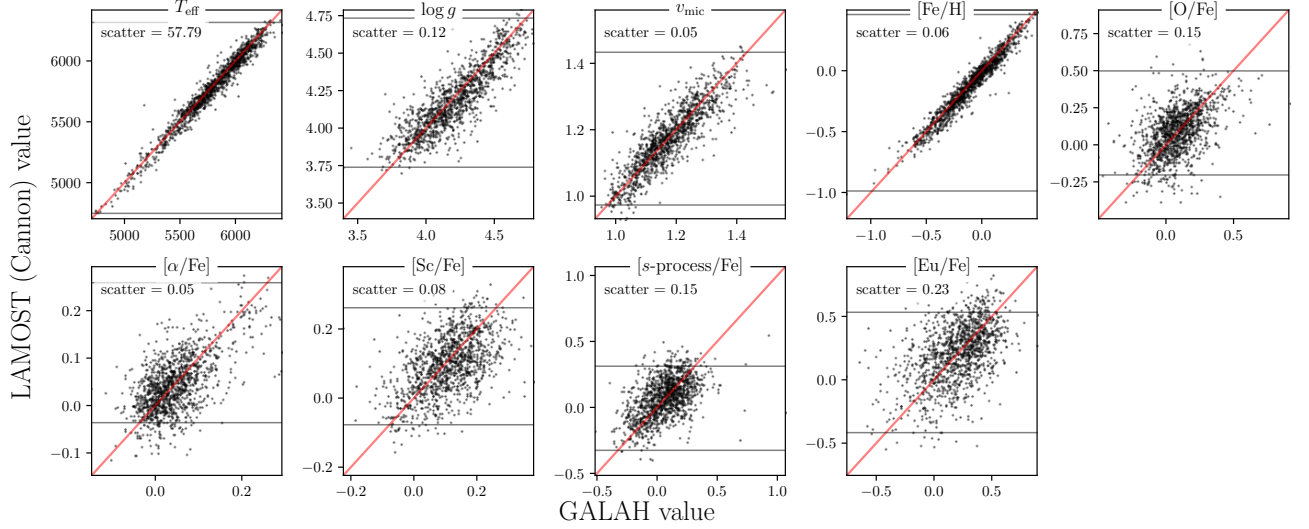 T_eff
scatter = 57.79
6000
5500
5000
5000 5500 6000
log g
scatter = 0.12
4.75
4.50
4.25
4.00
3.75
3.50
3.5 4.0 4.5
v_mic
scatter = 0.05
1.4
1.2
1.0
1.0 1.2 1.4
[Fe/H]
scatter = 0.06
0.0
−0.5
−1.0
−1.0 −0.5 0.0
[O/Fe]
scatter = 0.15
0.75
0.50
0.25
0.00
−0.25
0.0 0.5
[α/Fe]
scatter = 0.05
0.2
0.1
0.0
−0.1
0.0 0.2
[Sc/Fe]
scatter = 0.08
0.2
0.0
−0.2
−0.2 0.0 0.2
[s-process/Fe]
scatter = 0.15
1.0
0.5
0.0
−0.5
−0.5 0.0 0.5 1.0
[Eu/Fe]
scatter = 0.23
0.5
0.0
−0.5
−0.5 0.0 0.5
LAMOST (Cannon) value
GALAH value